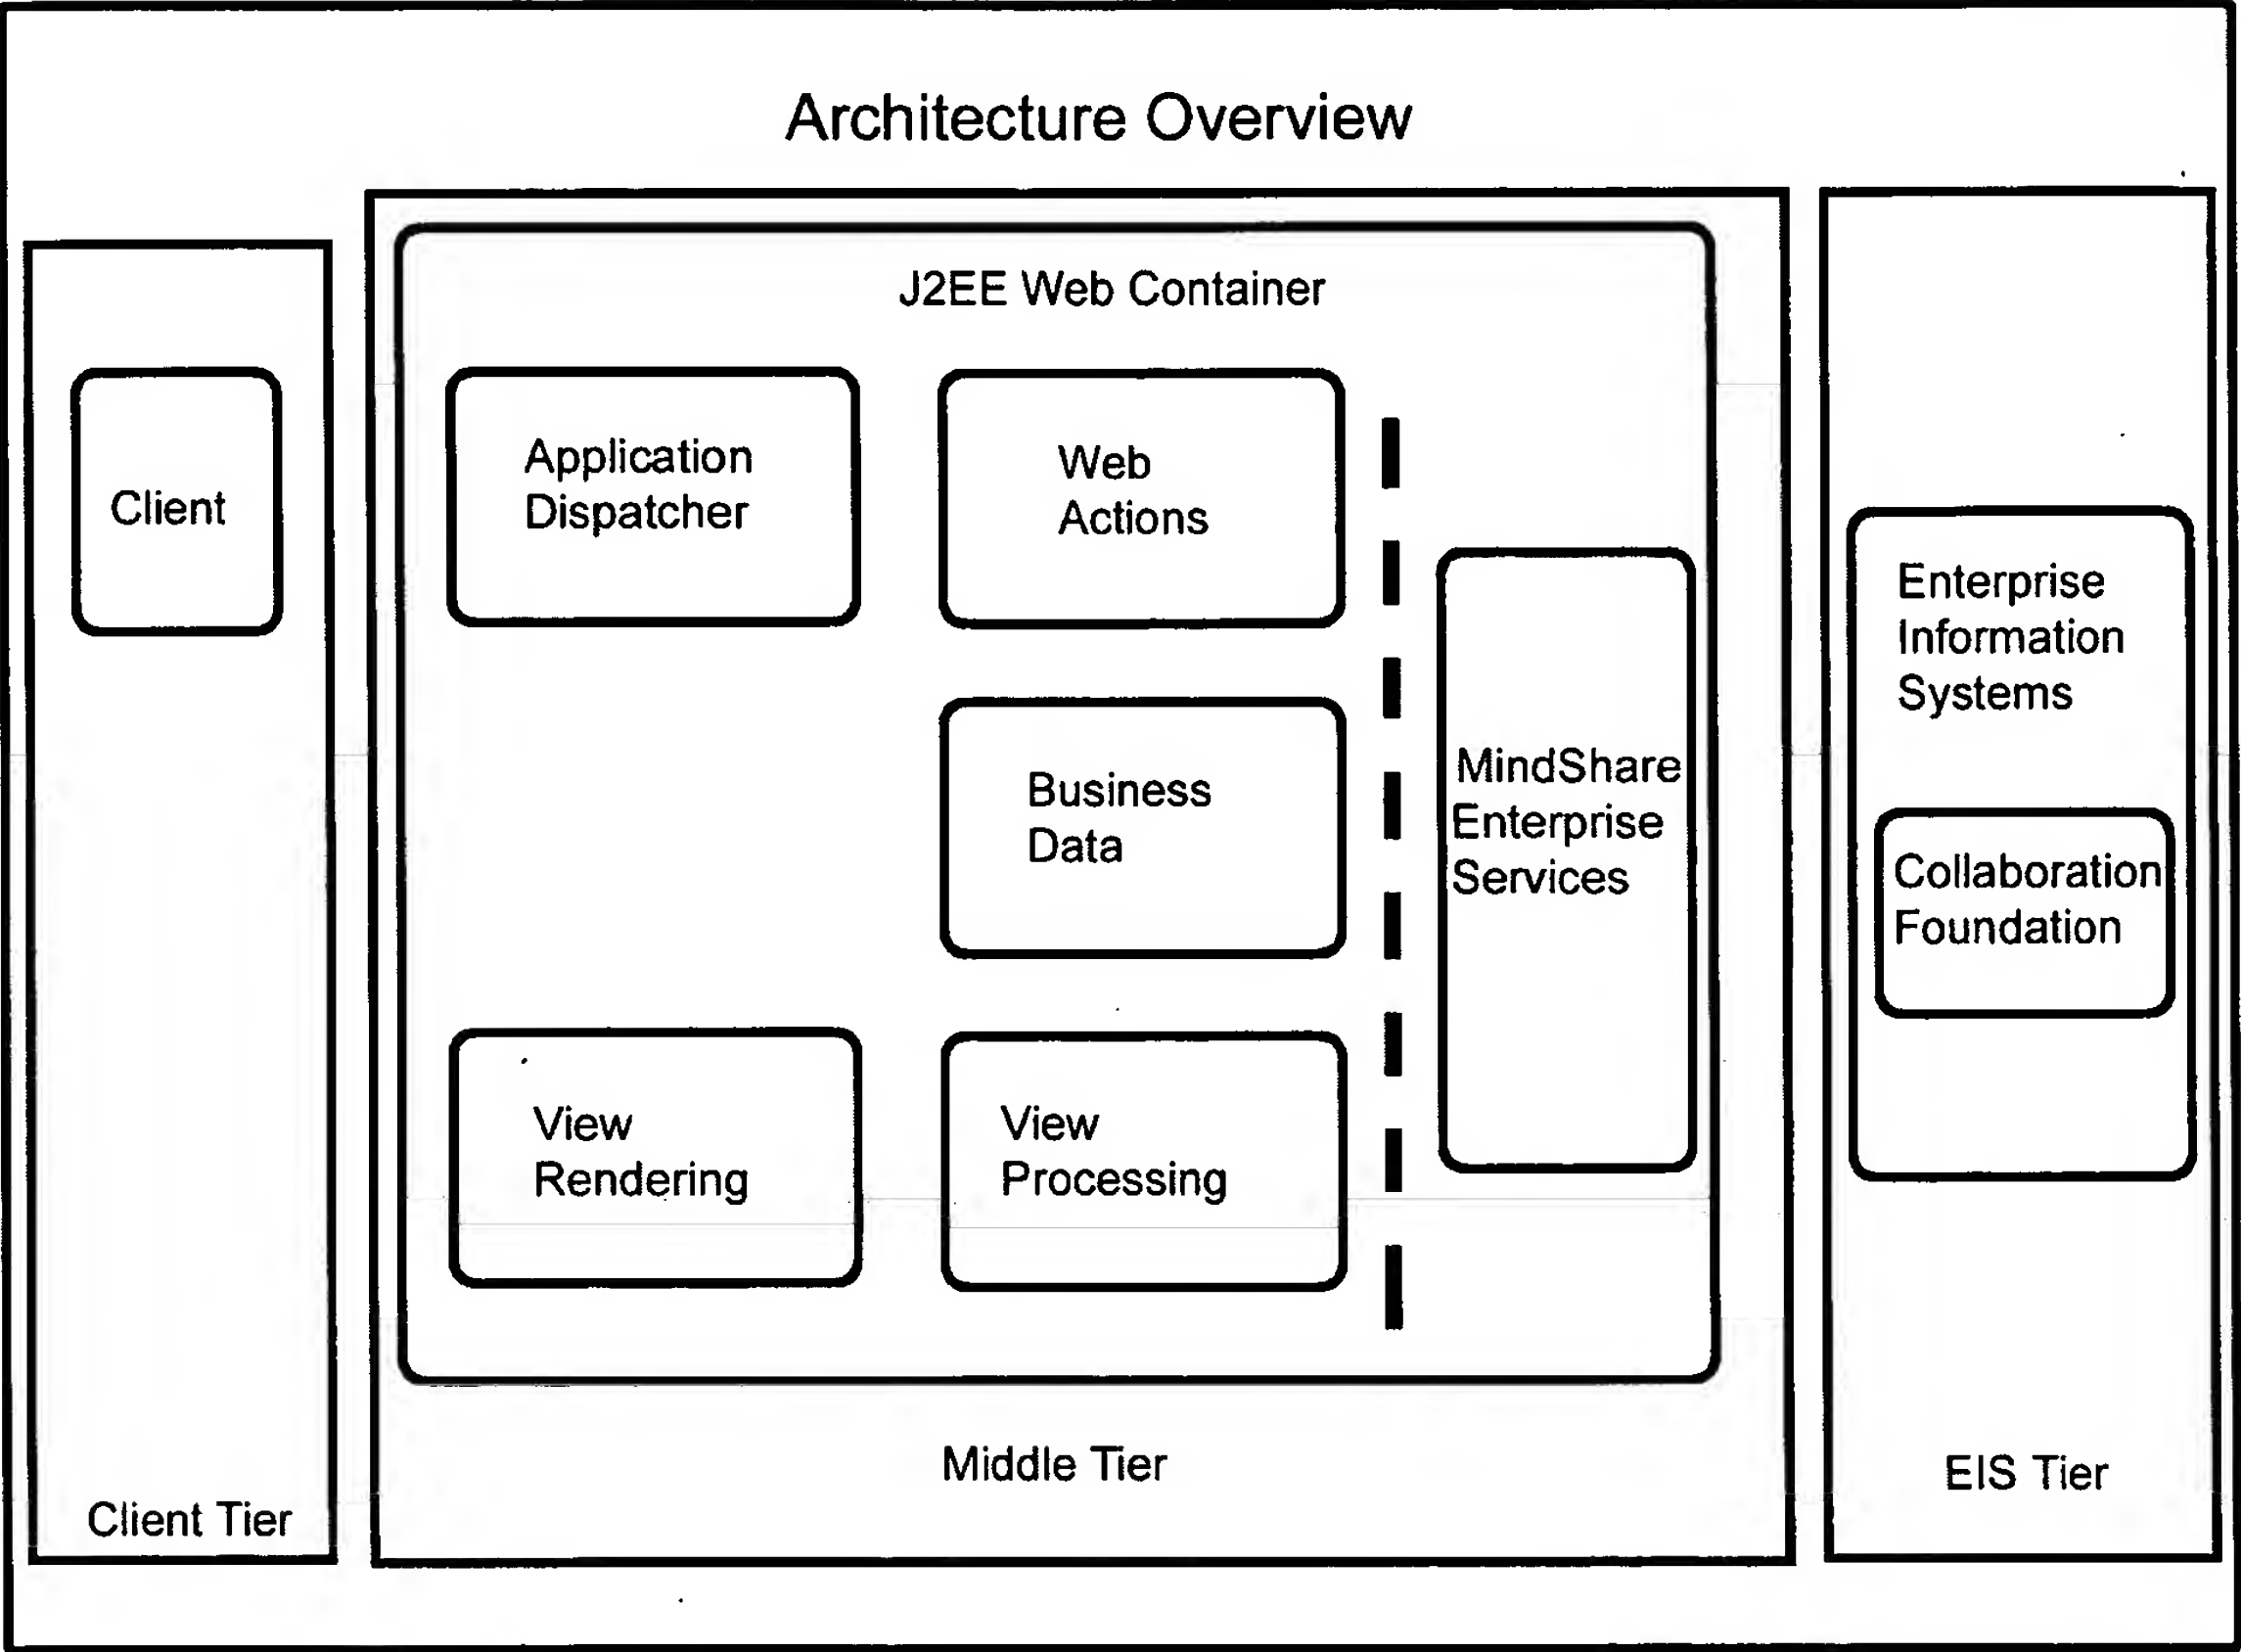 Architecture Overview
J2EE Web Container
Client
Application
Dispatcher
Web
Actions
Business
Data
View
Rendering
View
Processing
MindShare
Enterprise
Services
Enterprise
Information
Systems
Collaboration
Foundation
Client Tier
Middle Tier
EIS Tier